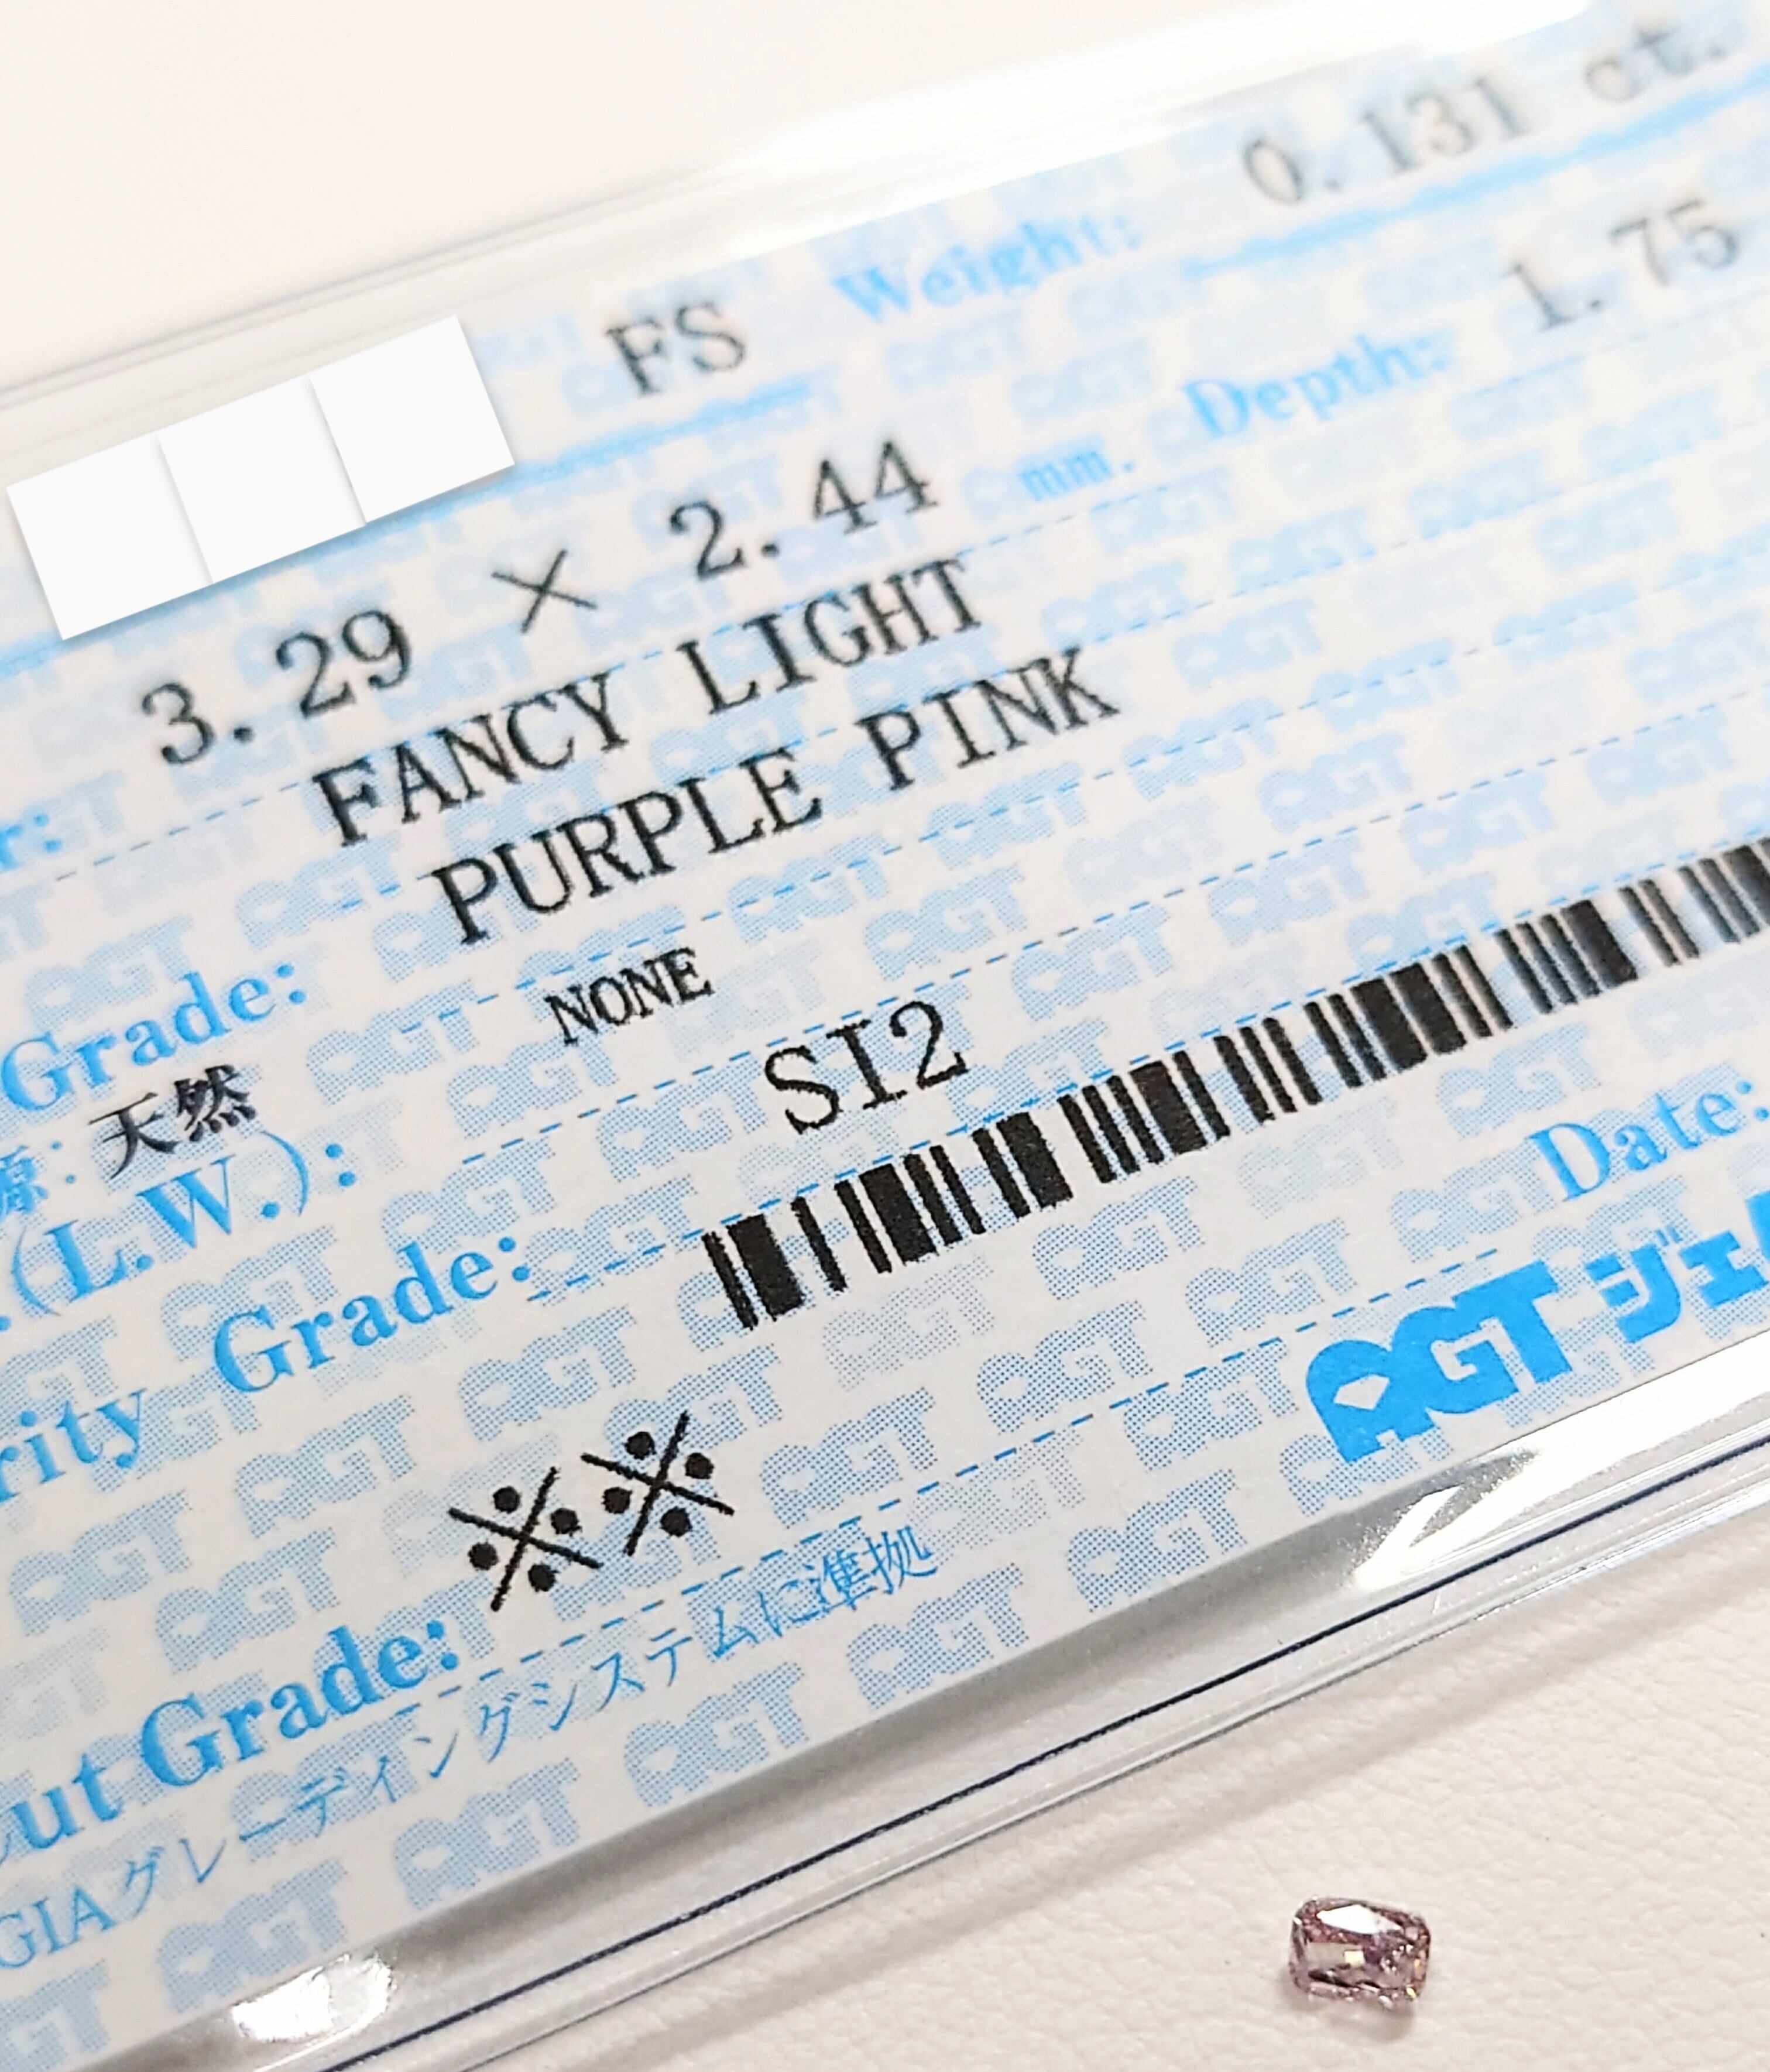 FS Weight: 0.131 ct.
3.29 × 2.44 mm. Depth: 1.75
FANCY LIGHT
Grade: PURPLE PINK
源: 天然
(L.W.): NONE
Grade: SI2
Date:
Cut Grade: ※※
AGT ジェ
GIAグレーディングシステムに準拠